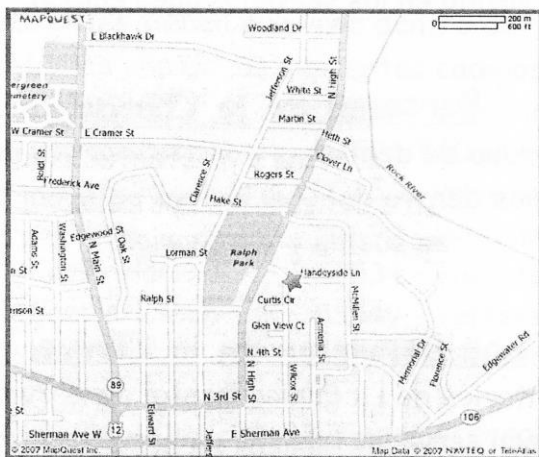 MAPQUEST
200 m
600 ft
Woodland Dr
E Blackhawk Dr
Jefferson St
N High St
White St
Martin St
W Cramer St
E Cramer St
Heth St
Clover Ln
Rogers St
Rock River
Frederick Ave
Clarence St
Hake St
Adams St
Washington St
Edgewood St
Oak St
N Main St
Lorman St
Ralph
Park
Handeyside Ln
Ralph St
Curtis Cir
McMillen St
Glen View Ct
Armenia St
N 4th St
Memorial Dr
Florence St
Edgewater Rd
89
N High St
Wilcox St
N 3rd St
106
12
Edward St
Sherman Ave W
E Sherman Ave
© 2007 MapQuest Inc.
Map Data © 2007 NAVTEQ or TeleAtlas